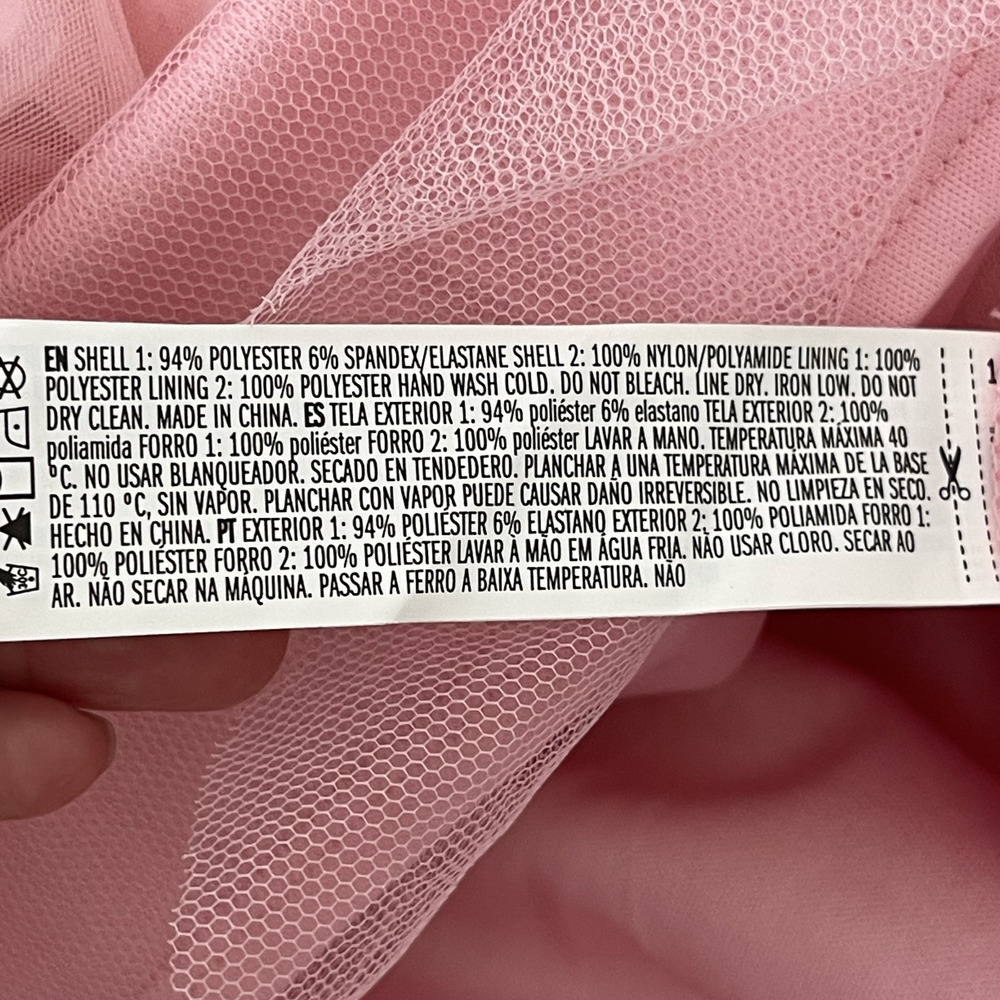 EN SHELL 1: 94% POLYESTER 6% SPANDEX/ELASTANE SHELL 2: 100% NYLON/POLYAMIDE LINING 1: 100%
POLYESTER LINING 2: 100% POLYESTER HAND WASH COLD. DO NOT BLEACH. LINE DRY. IRON LOW. DO NOT
DRY CLEAN. MADE IN CHINA. ES TELA EXTERIOR 1: 94% poliéster 6% elastano TELA EXTERIOR 2: 100%
poliamida FORRO 1: 100% poliéster FORRO 2: 100% poliéster LAVAR A MANO. TEMPERATURA MÁXIMA 40
ºC. NO USAR BLANQUEADOR. SECADO EN TENDEDERO. PLANCHAR A UNA TEMPERATURA MÁXIMA DE LA BASE
DE 110 ºC, SIN VAPOR. PLANCHAR CON VAPOR PUEDE CAUSAR DAÑO IRREVERSIBLE. NO LIMPIEZA EN SECO.
HECHO EN CHINA. PT EXTERIOR 1: 94% POLIÉSTER 6% ELASTANO EXTERIOR 2: 100% POLIAMIDA FORRO 1:
100% POLIÉSTER FORRO 2: 100% POLIÉSTER LAVAR À MÃO EM ÁGUA FRIA. NÃO USAR CLORO. SECAR AO
AR. NÃO SECAR NA MÁQUINA. PASSAR A FERRO A BAIXA TEMPERATURA. NÃO